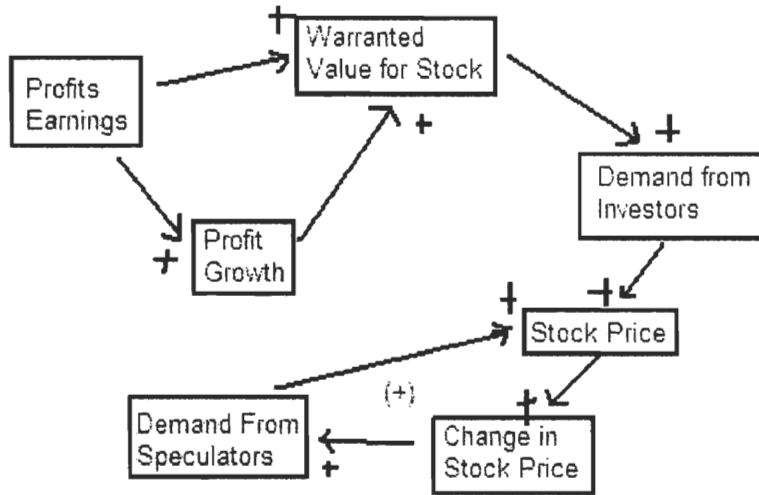 +
Warranted
Value for Stock
Profits
Earnings
+
+
Demand from
Investors
+
Profit
Growth
+
+
Stock Price
(+)
+
Demand From
Speculators
+
Change in
Stock Price